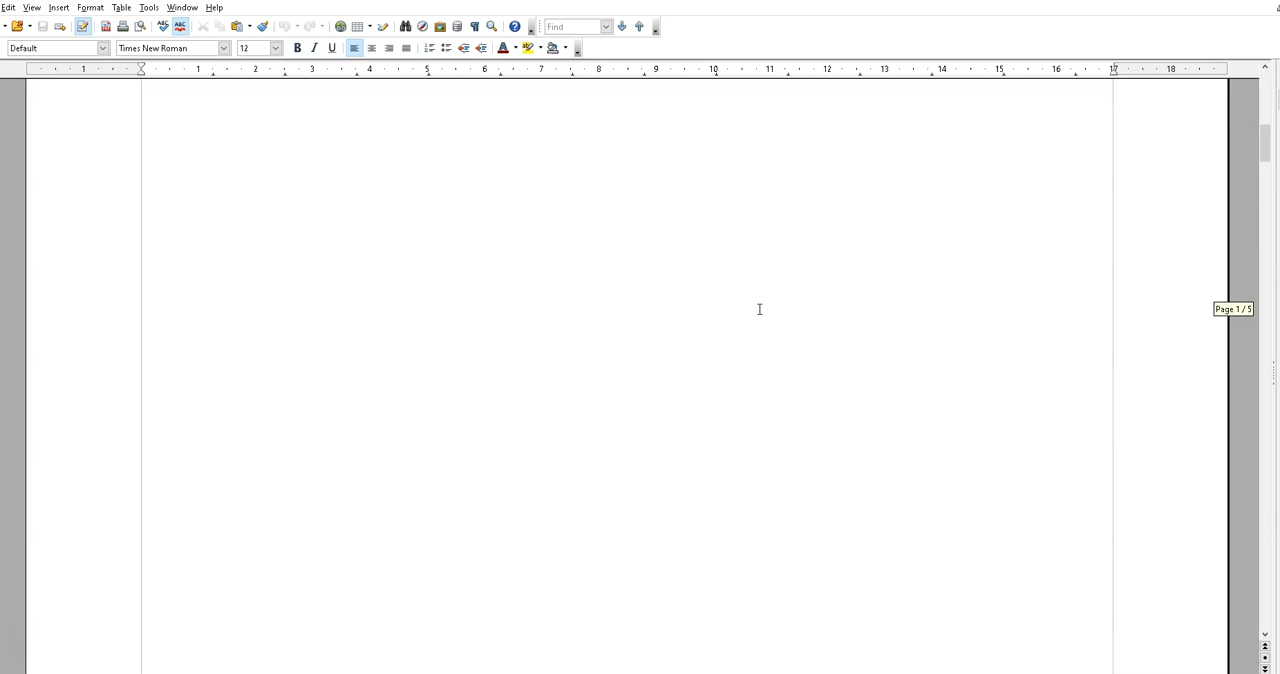 Edit View Insert Format Table Tools Window Help
Find
Default Times New Roman 12 B I U
1 1 2 3 4 5 6 7 8 9 10 11 12 13 14 15 16 17 18
Page 1 / 5